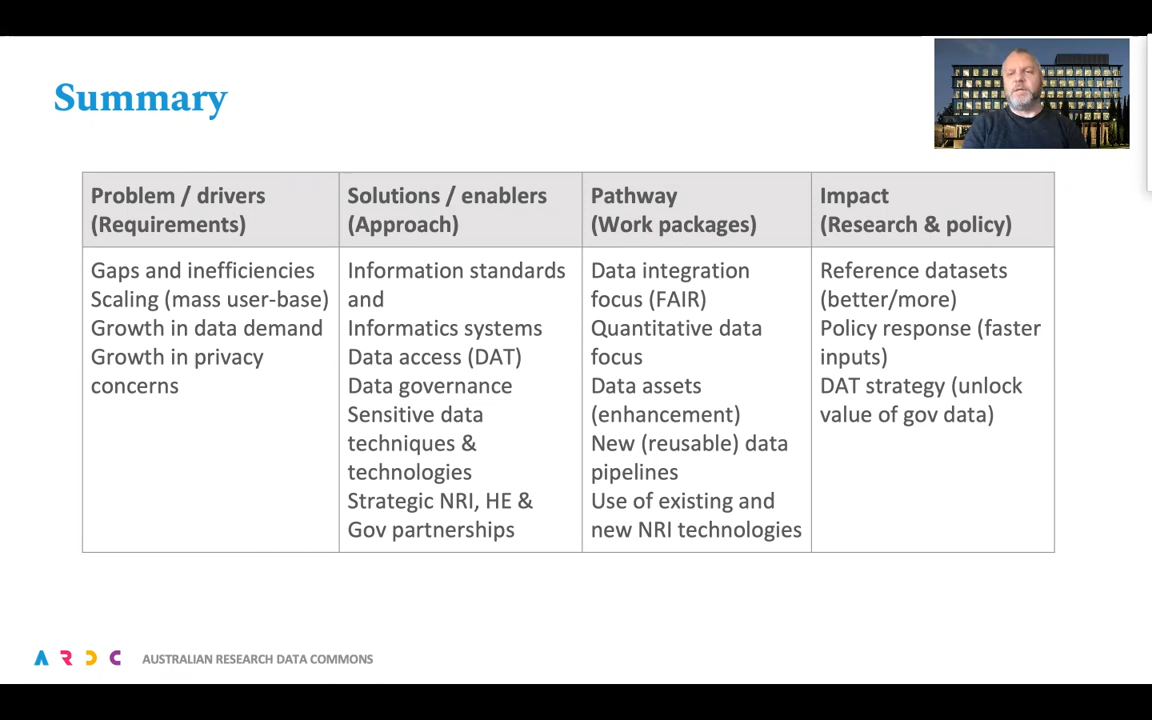 Summary
Problem / drivers
(Requirements)
Solutions / enablers
(Approach)
Pathway
(Work packages)
Impact
(Research & policy)
Gaps and inefficiencies
Scaling (mass user-base)
Growth in data demand
Growth in privacy
concerns
Information standards
and
Informatics systems
Data access (DAT)
Data governance
Sensitive data
techniques &
technologies
Strategic NRI, HE &
Gov partnerships
Data integration
focus (FAIR)
Quantitative data
focus
Data assets
(enhancement)
New (reusable) data
pipelines
Use of existing and
new NRI technologies
Reference datasets
(better/more)
Policy response (faster
inputs)
DAT strategy (unlock
value of gov data)
ARDC AUSTRALIAN RESEARCH DATA COMMONS